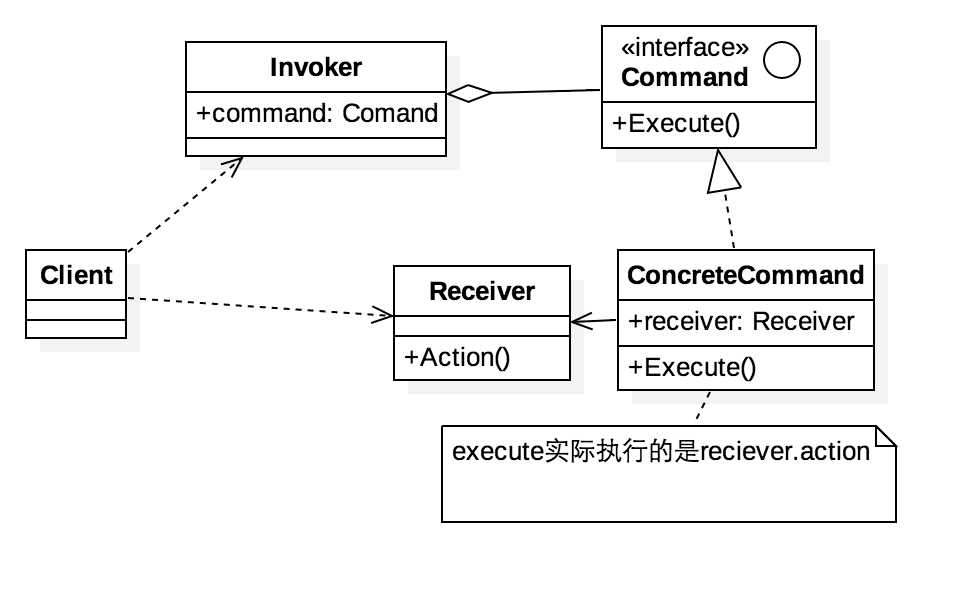 Invoker
+command: Comand
«interface»
Command
+Execute()
Client
Receiver
+Action()
ConcreteCommand
+receiver: Receiver
+Execute()
execute实际执行的是reciever.action